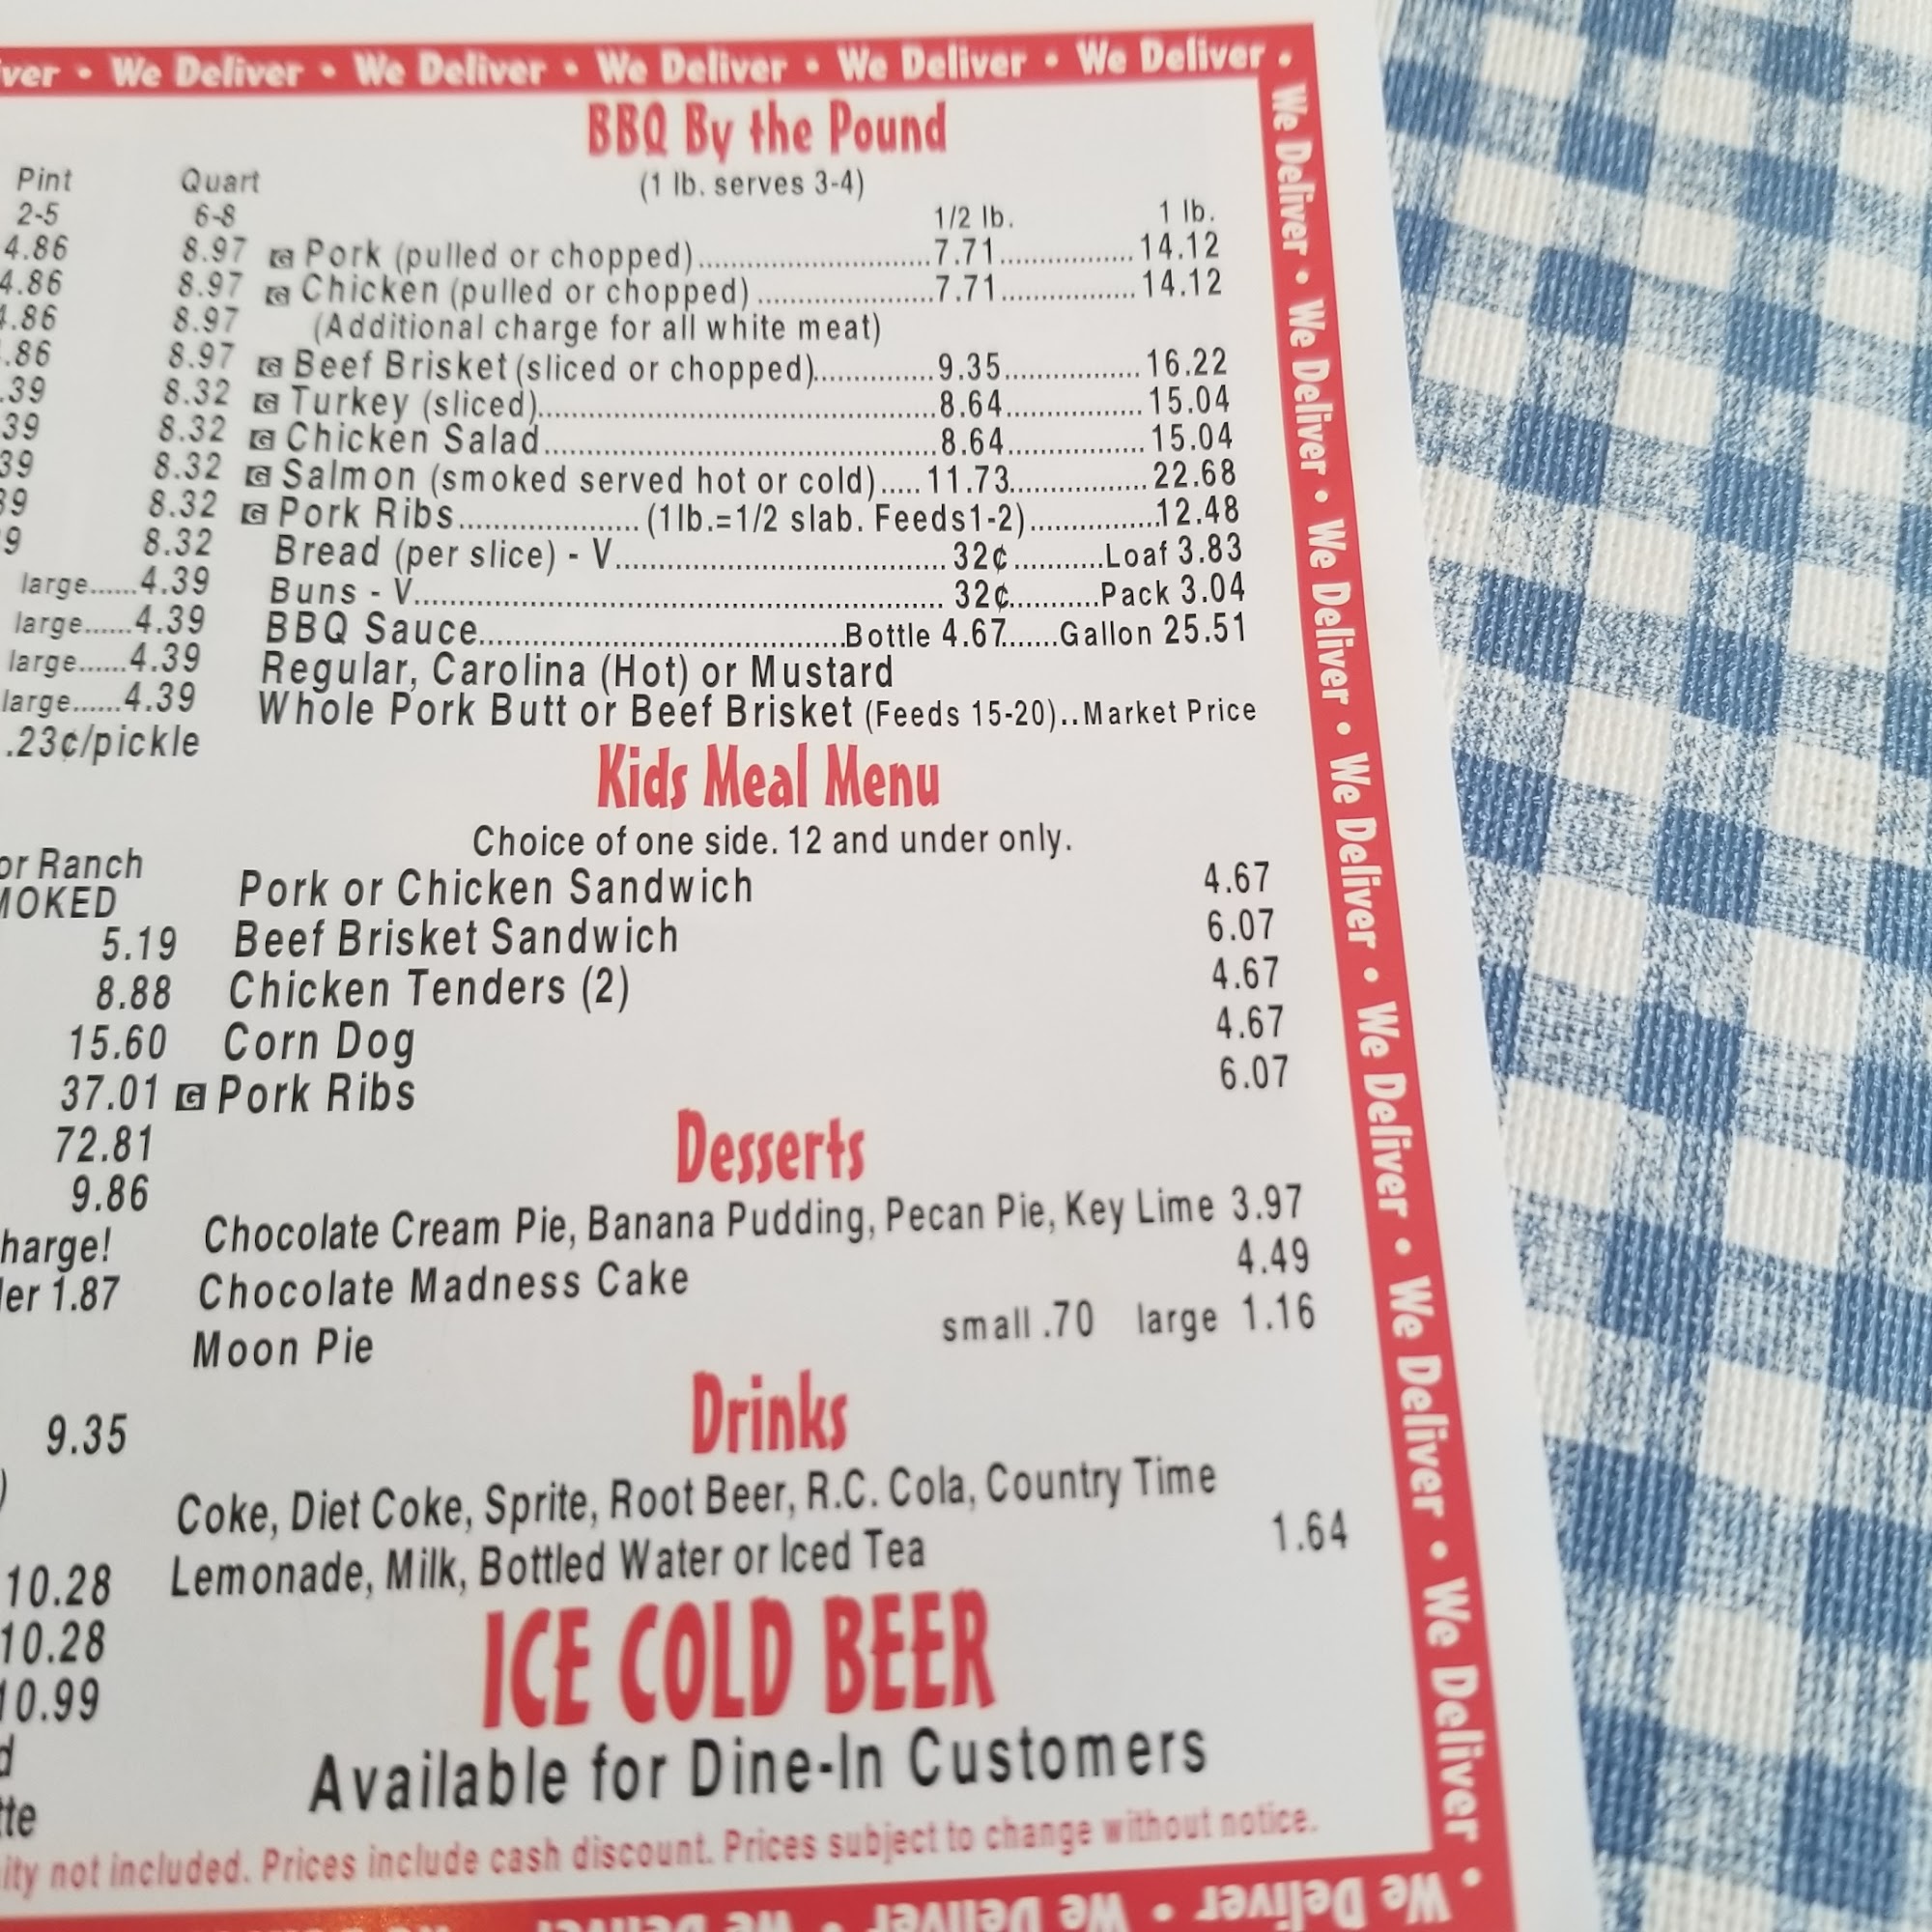 We Deliver • We Deliver • We Deliver • We Deliver • We Deliver •
BBQ By the Pound
(1 lb. serves 3-4)
Pint Quart
2-5 6-8
1/2 lb. 1 lb.
4.86 8.97
G Pork (pulled or chopped) 7.71 14.12
4.86 8.97
G Chicken (pulled or chopped) 7.71 14.12
.86 8.97
(Additional charge for all white meat)
.86 8.97
G Beef Brisket (sliced or chopped) 9.35 16.22
.39 8.32
G Turkey (sliced) 8.64 15.04
39 8.32
G Chicken Salad 8.64 15.04
39 8.32
G Salmon (smoked served hot or cold) 11.73 22.68
39 8.32
G Pork Ribs (1lb.=1/2 slab. Feeds1-2) 12.48
9 8.32
Bread (per slice) - V 32¢ Loaf 3.83
large......4.39
Buns - V 32¢ Pack 3.04
large......4.39
BBQ Sauce Bottle 4.67 Gallon 25.51
large......4.39
Regular, Carolina (Hot) or Mustard
large......4.39
Whole Pork Butt or Beef Brisket (Feeds 15-20)..Market Price
.23¢/pickle
Kids Meal Menu
Choice of one side. 12 and under only.
or Ranch
Pork or Chicken Sandwich 4.67
5.19
Beef Brisket Sandwich 6.07
8.88
Chicken Tenders (2) 4.67
15.60
Corn Dog 4.67
37.01
G Pork Ribs 6.07
72.81
9.86
Desserts
Chocolate Cream Pie, Banana Pudding, Pecan Pie, Key Lime 3.97
1.87
Chocolate Madness Cake 4.49
Moon Pie small .70 large 1.16
Drinks
9.35
Coke, Diet Coke, Sprite, Root Beer, R.C. Cola, Country Time
Lemonade, Milk, Bottled Water or Iced Tea 1.64
10.28
10.28
10.99
ICE COLD BEER
Available for Dine-In Customers
not included. Prices include cash discount. Prices subject to change without notice.
We Deliver • We Deliver • We Deliver • We Deliver • We Deliver • We Deliver • We Deliver •
We Deliver • We Deliver • We Deliver